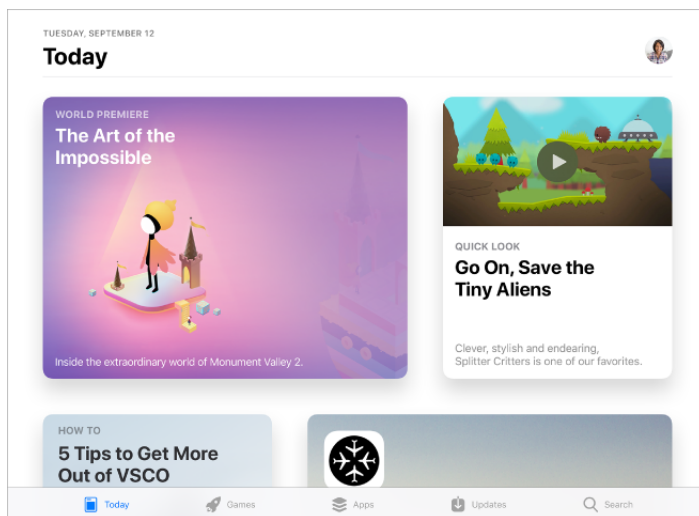 TUESDAY, SEPTEMBER 12
Today
WORLD PREMIERE
The Art of the
Impossible
Inside the extraordinary world of Monument Valley 2.
QUICK LOOK
Go On, Save the
Tiny Aliens
Clever, stylish and endearing,
Splitter Critters is one of our favorites.
HOW TO
5 Tips to Get More
Out of VSCO
Today
Games
Apps
Updates
Search